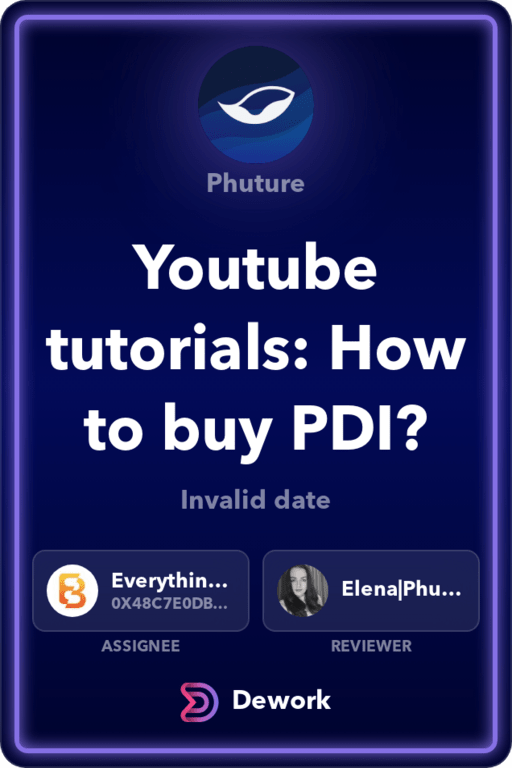 Phuture
Youtube
tutorials: How
to buy PDI?
Invalid date
Everythin...
0X48C7E0DB...
Elena|Phu...
ASSIGNEE
REVIEWER
Dework